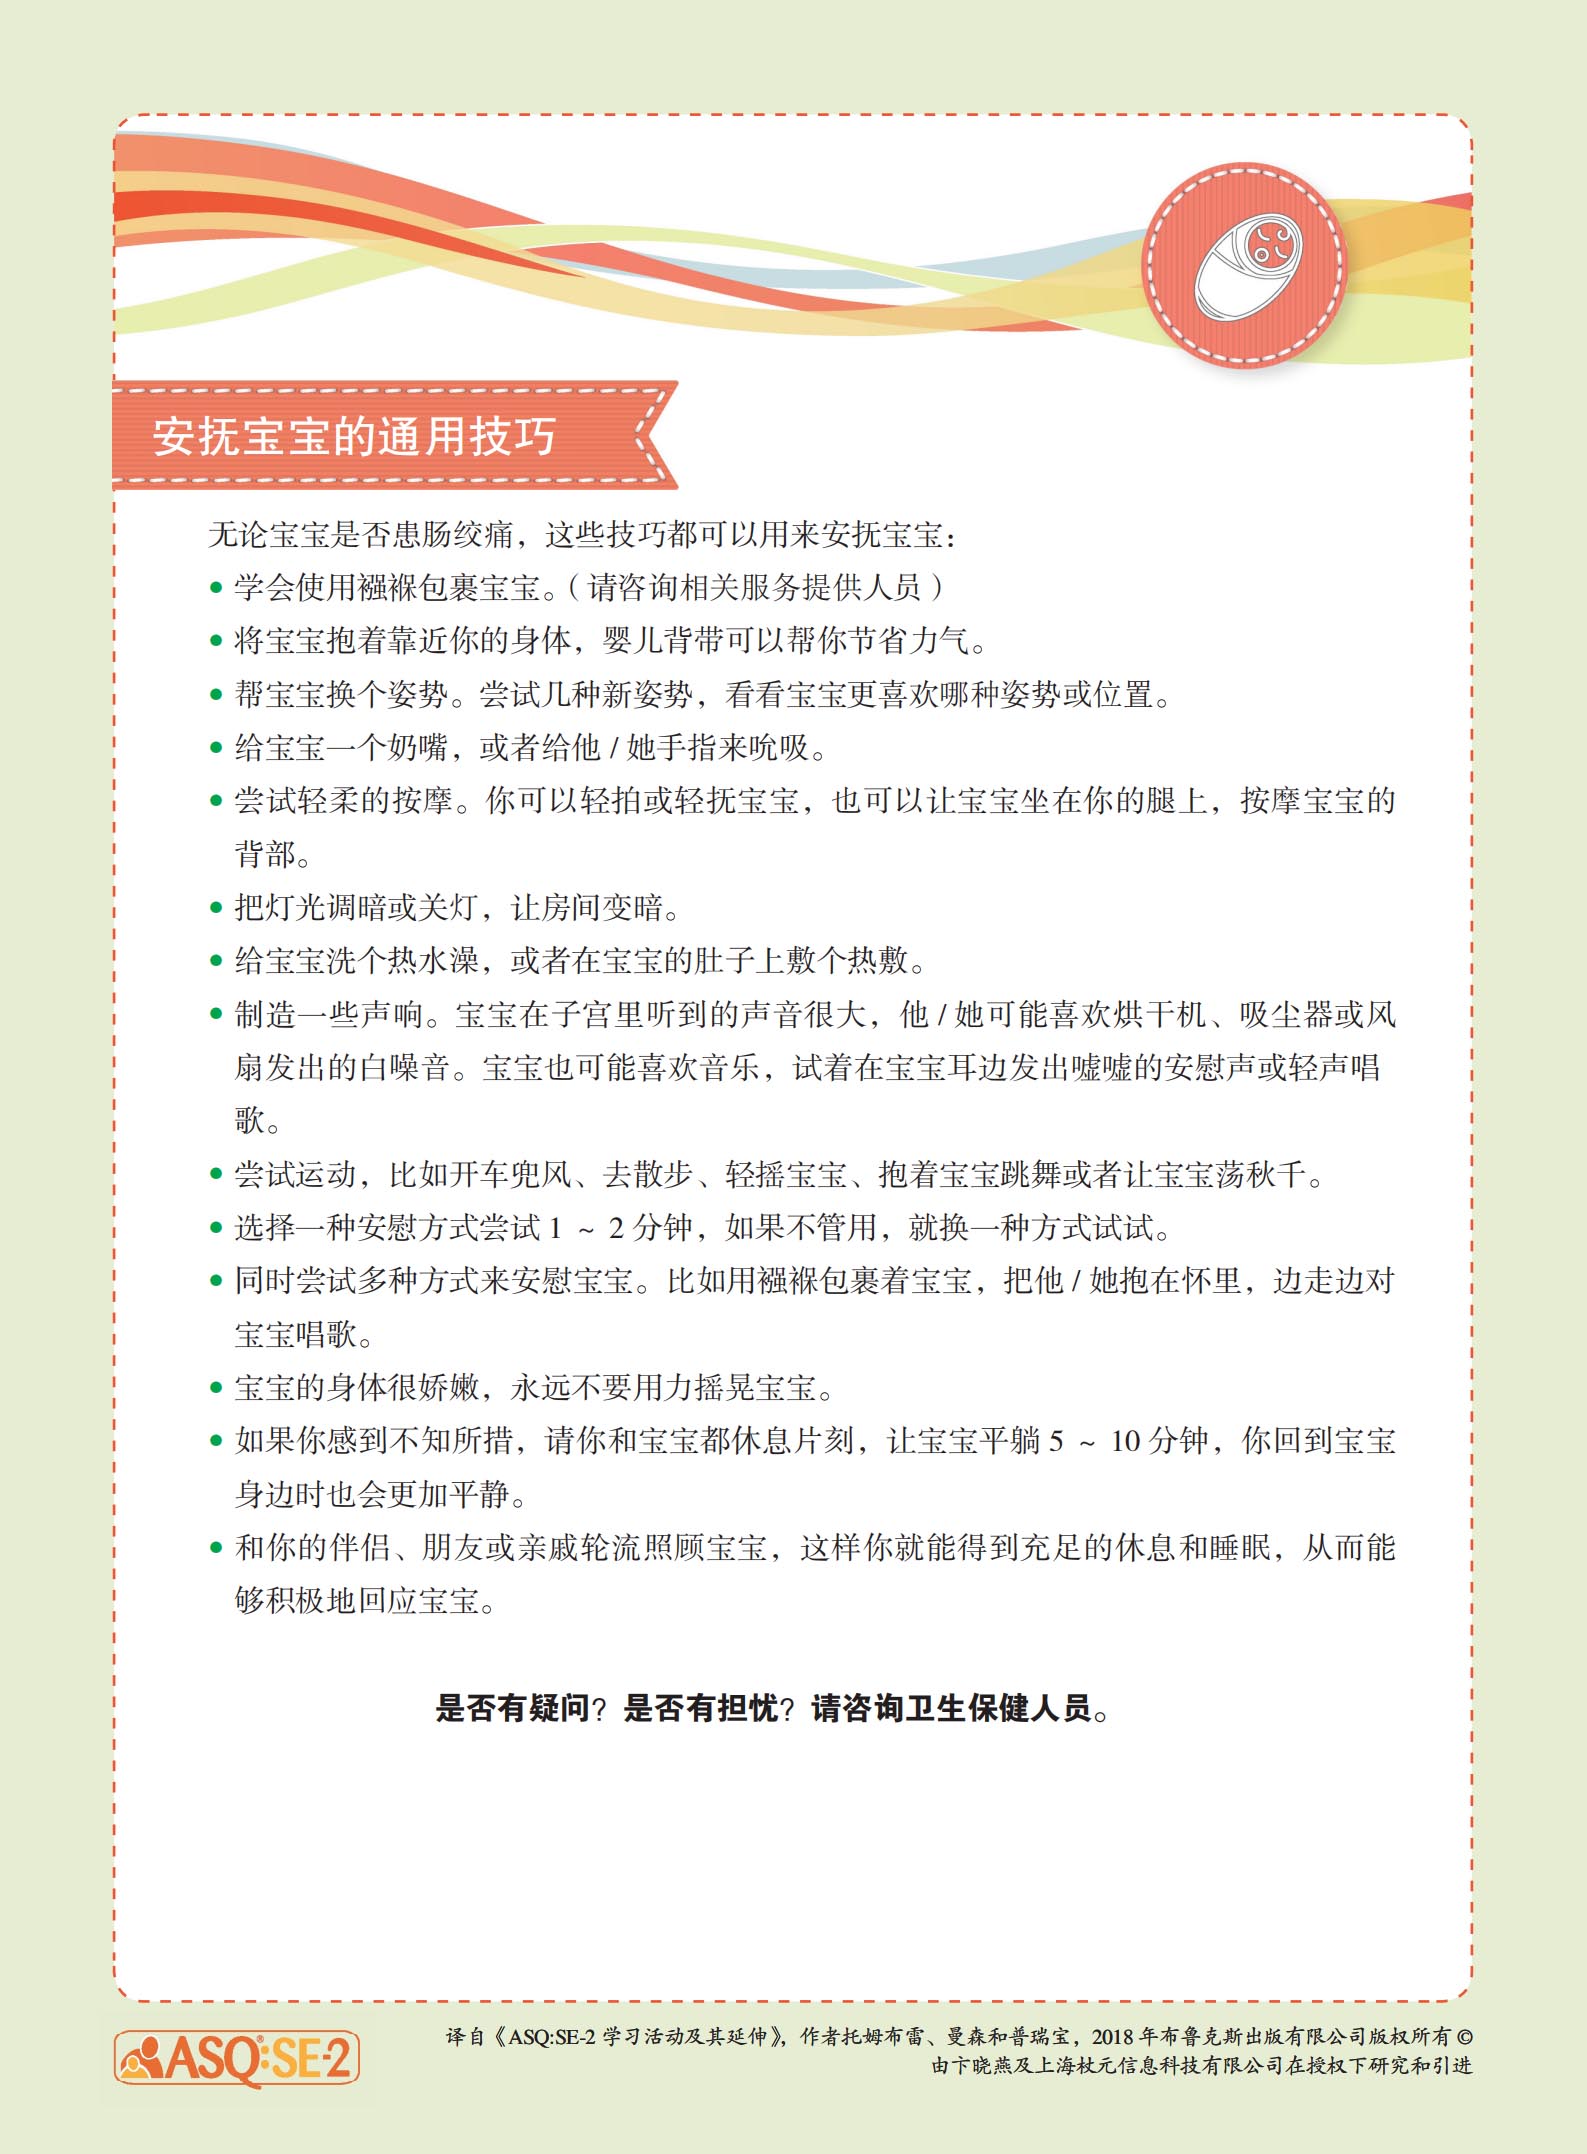 安抚宝宝的通用技巧
无论宝宝是否患肠绞痛，这些技巧都可以用来安抚宝宝：
● 学会使用襁褓包裹宝宝。（请咨询相关服务提供人员）
● 将宝宝抱着靠近你的身体，婴儿背带可以帮你节省力气。
● 帮宝宝换个姿势。尝试几种新姿势，看看宝宝更喜欢哪种姿势或位置。
● 给宝宝一个奶嘴，或者给他 / 她手指来吮吸。
● 尝试轻柔的按摩。你可以轻拍或轻抚宝宝，也可以让宝宝坐在你的腿上，按摩宝宝的
背部。
● 把灯光调暗或关灯，让房间变暗。
● 给宝宝洗个热水澡，或者在宝宝的肚子上敷个热敷。
● 制造一些声响。宝宝在子宫里听到的声音很大，他 / 她可能喜欢烘干机、吸尘器或风
扇发出的白噪音。宝宝也可能喜欢音乐，试着在宝宝耳边发出嘘嘘的安慰声或轻声唱
歌。
● 尝试运动，比如开车兜风、去散步、轻摇宝宝、抱着宝宝跳舞或者让宝宝荡秋千。
● 选择一种安慰方式尝试 1 ～ 2 分钟，如果不管用，就换一种方式试试。
● 同时尝试多种方式来安慰宝宝。比如用襁褓包裹着宝宝，把他 / 她抱在怀里，边走边对
宝宝唱歌。
● 宝宝的身体很娇嫩，永远不要用力摇晃宝宝。
● 如果你感到不知所措，请你和宝宝都休息片刻，让宝宝平躺 5 ～ 10 分钟，你回到宝宝
身边时也会更加平静。
● 和你的伴侣、朋友或亲戚轮流照顾宝宝，这样你就能得到充足的休息和睡眠，从而能
够积极地回应宝宝。
是否有疑问？是否有担忧？请咨询卫生保健人员。
ASQ®:SE-2
译自《ASQ:SE-2 学习活动及其延伸》，作者托姆布雷、曼森和普瑞宝，2018 年布鲁克斯出版有限公司版权所有 ©
由卞晓燕及上海杖元信息科技有限公司在授权下研究和引进